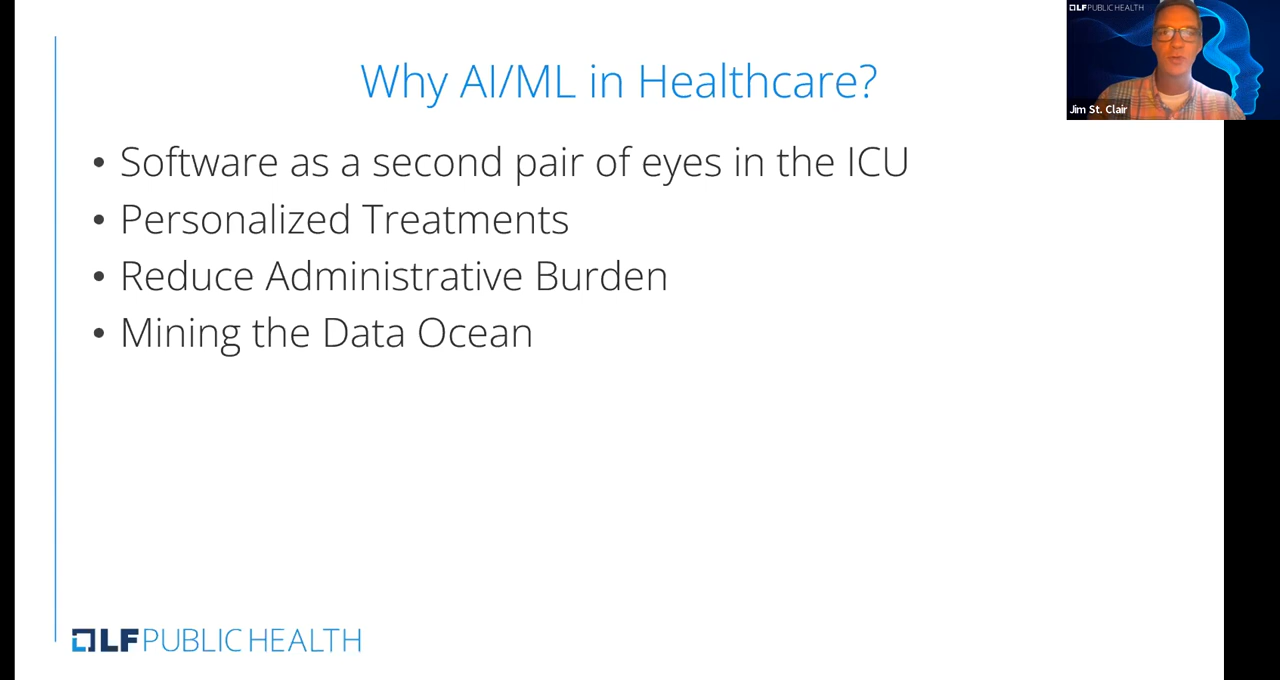 Why AI/ML in Healthcare?
• Software as a second pair of eyes in the ICU
• Personalized Treatments
• Reduce Administrative Burden
• Mining the Data Ocean
LF PUBLIC HEALTH
LF PUBLIC HEALTH
Jim St. Clair